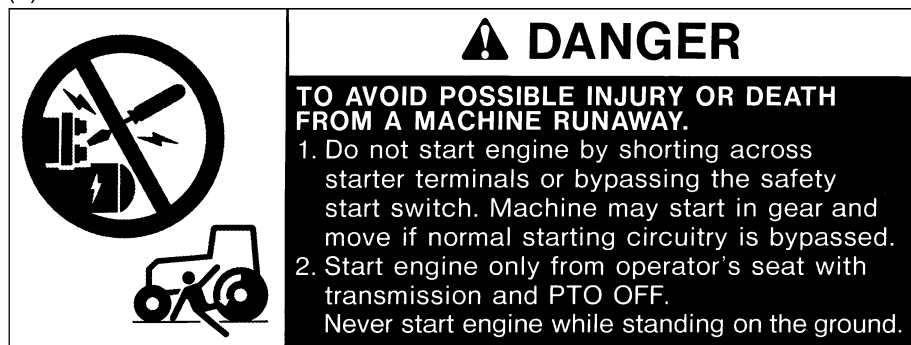 DANGER
TO AVOID POSSIBLE INJURY OR DEATH
FROM A MACHINE RUNAWAY.
1. Do not start engine by shorting across
starter terminals or bypassing the safety
start switch. Machine may start in gear and
move if normal starting circuitry is bypassed.
2. Start engine only from operator's seat with
transmission and PTO OFF.
Never start engine while standing on the ground.